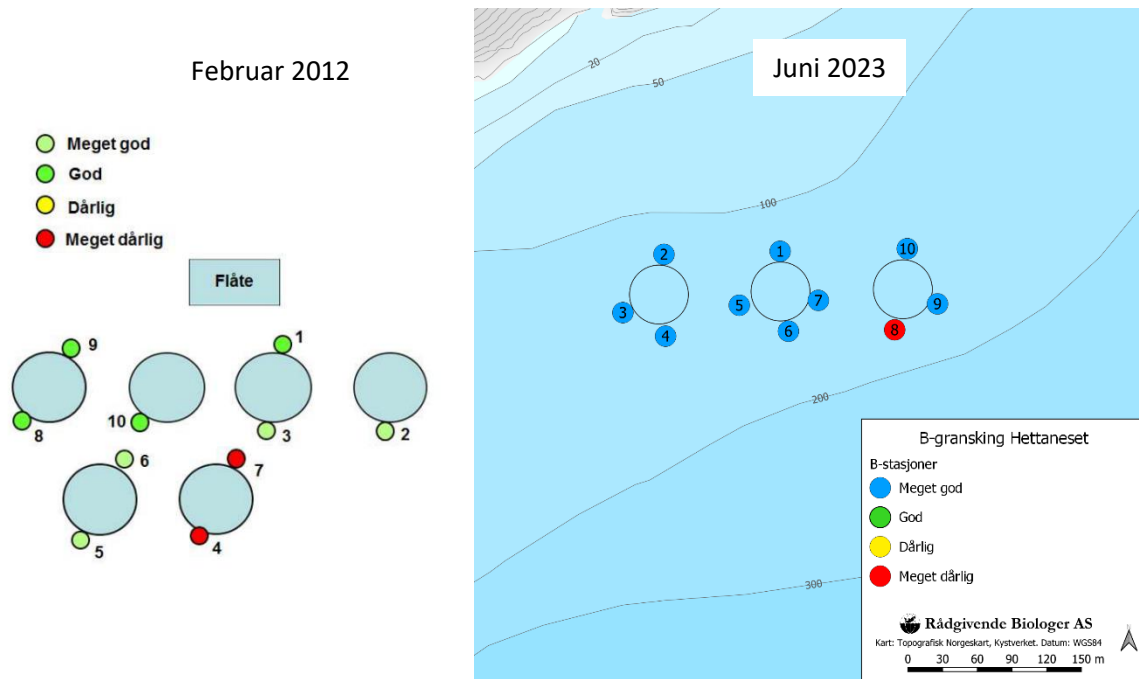 Februar 2012
Meget god
God
Dårlig
Meget dårlig
Flåte
9
1
8
10
3
2
6
7
5
4
Juni 2023
20
50
100
200
300
2
1
10
3
5
7
9
4
6
8
B-gransking Hettaneset
B-stasjoner
Meget god
God
Dårlig
Meget dårlig
Rådgivende Biologer AS
Kart: Topografisk Norgeskart, Kystverket. Datum: WGS84
0 30 60 90 120 150 m